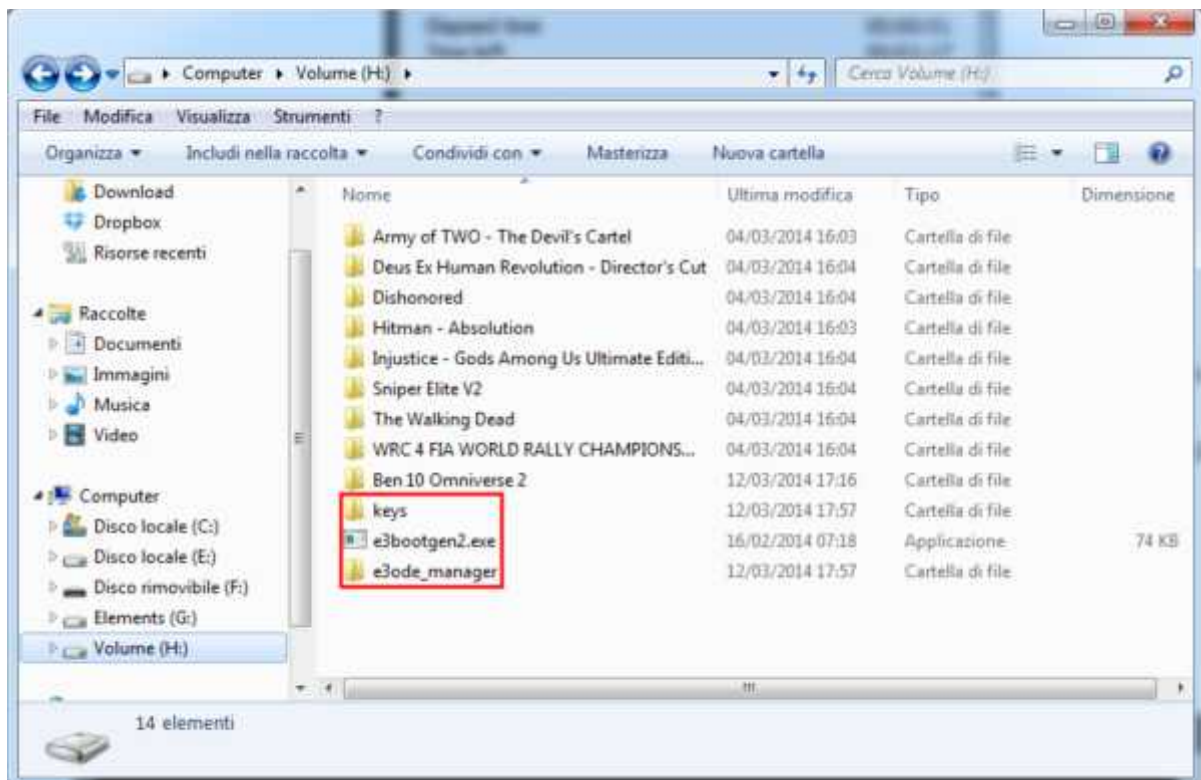 Computer ▸ Volume (H:) ▸
Cerca Volume (H:)
File Modifica Visualizza Strumenti ?
Organizza Includi nella raccolta Condividi con Masterizza Nuova cartella
Download
Dropbox
Risorse recenti
Raccolte
Documenti
Immagini
Musica
Video
Computer
Disco locale (C:)
Disco locale (E:)
Disco rimovibile (F:)
Elements (G:)
Volume (H:)
Nome Ultima modifica Tipo Dimensione
Army of TWO - The Devil's Cartel 04/03/2014 16:03 Cartella di file
Deus Ex Human Revolution - Director's Cut 04/03/2014 16:04 Cartella di file
Dishonored 04/03/2014 16:04 Cartella di file
Hitman - Absolution 04/03/2014 16:03 Cartella di file
Injustice - Gods Among Us Ultimate Editi... 04/03/2014 16:04 Cartella di file
Sniper Elite V2 04/03/2014 16:04 Cartella di file
The Walking Dead 04/03/2014 16:04 Cartella di file
WRC 4 FIA WORLD RALLY CHAMPIONS... 04/03/2014 16:04 Cartella di file
Ben 10 Omniverse 2 12/03/2014 17:16 Cartella di file
keys 12/03/2014 17:57 Cartella di file
e3bootgen2.exe 16/02/2014 07:18 Applicazione 74 KB
e3ode_manager 12/03/2014 17:57 Cartella di file
14 elementi